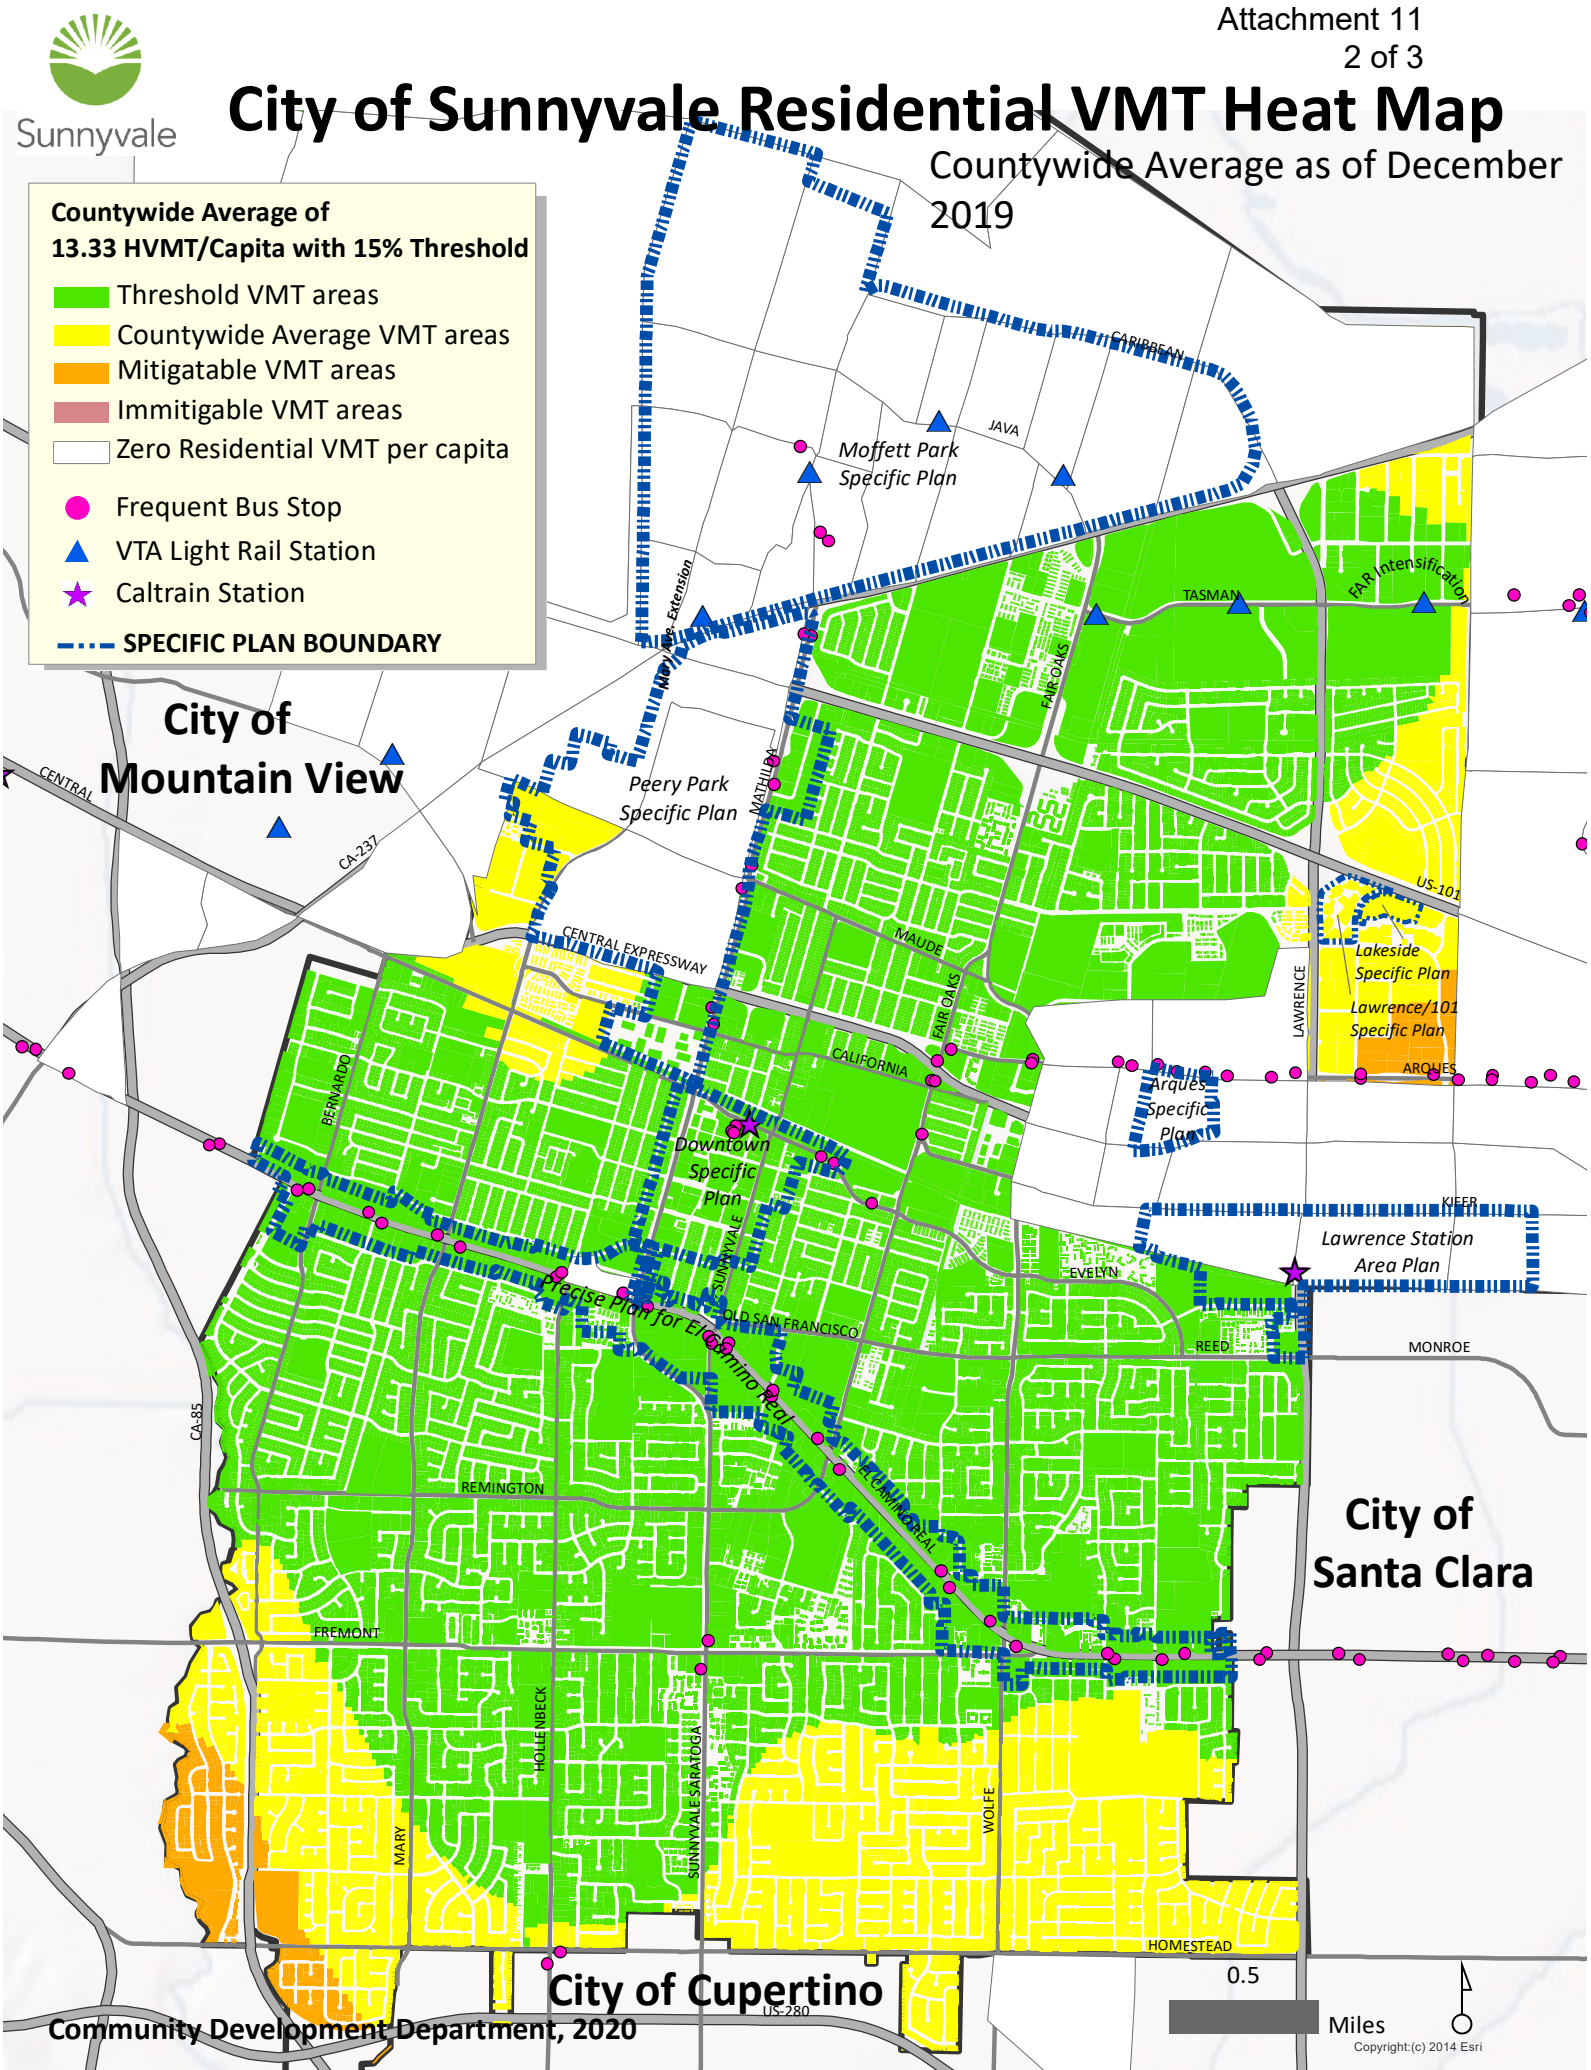 Attachment 11
2 of 3
Sunnyvale
City of Sunnyvale Residential VMT Heat Map
Countywide Average as of December
2019
Countywide Average of
13.33 HVMT/Capita with 15% Threshold
Threshold VMT areas
Countywide Average VMT areas
Mitigatable VMT areas
Immitigable VMT areas
Zero Residential VMT per capita
Frequent Bus Stop
VTA Light Rail Station
Caltrain Station
SPECIFIC PLAN BOUNDARY
CARIBBEAN
JAVA
Moffett Park
Specific Plan
Mary Ave. Extension
TASMAN
FAR Intensification
FAIR OAKS
City of
Mountain View
CENTRAL
CA-237
Peery Park
Specific Plan
MATHILDA
US-101
MAUDE
CENTRAL EXPRESSWAY
Lakeside
Specific Plan
LAWRENCE
Lawrence/101
Specific Plan
FAIR OAKS
CALIFORNIA
ARQUES
Arques
Specific
Plan
BERNARDO
Downtown
Specific
Plan
KIFER
Lawrence Station
Area Plan
SUNNYVALE
EVELYN
Precise Plan for El Camino Real
OLD SAN FRANCISCO
REED
MONROE
CA-85
REMINGTON
EL CAMINO REAL
City of
Santa Clara
FREMONT
HOLLENBECK
SUNNYVALE SARATOGA
WOLFE
MARY
HOMESTEAD
City of Cupertino
US-280
0.5
Miles
Community Development Department, 2020
Copyright:(c) 2014 Esri